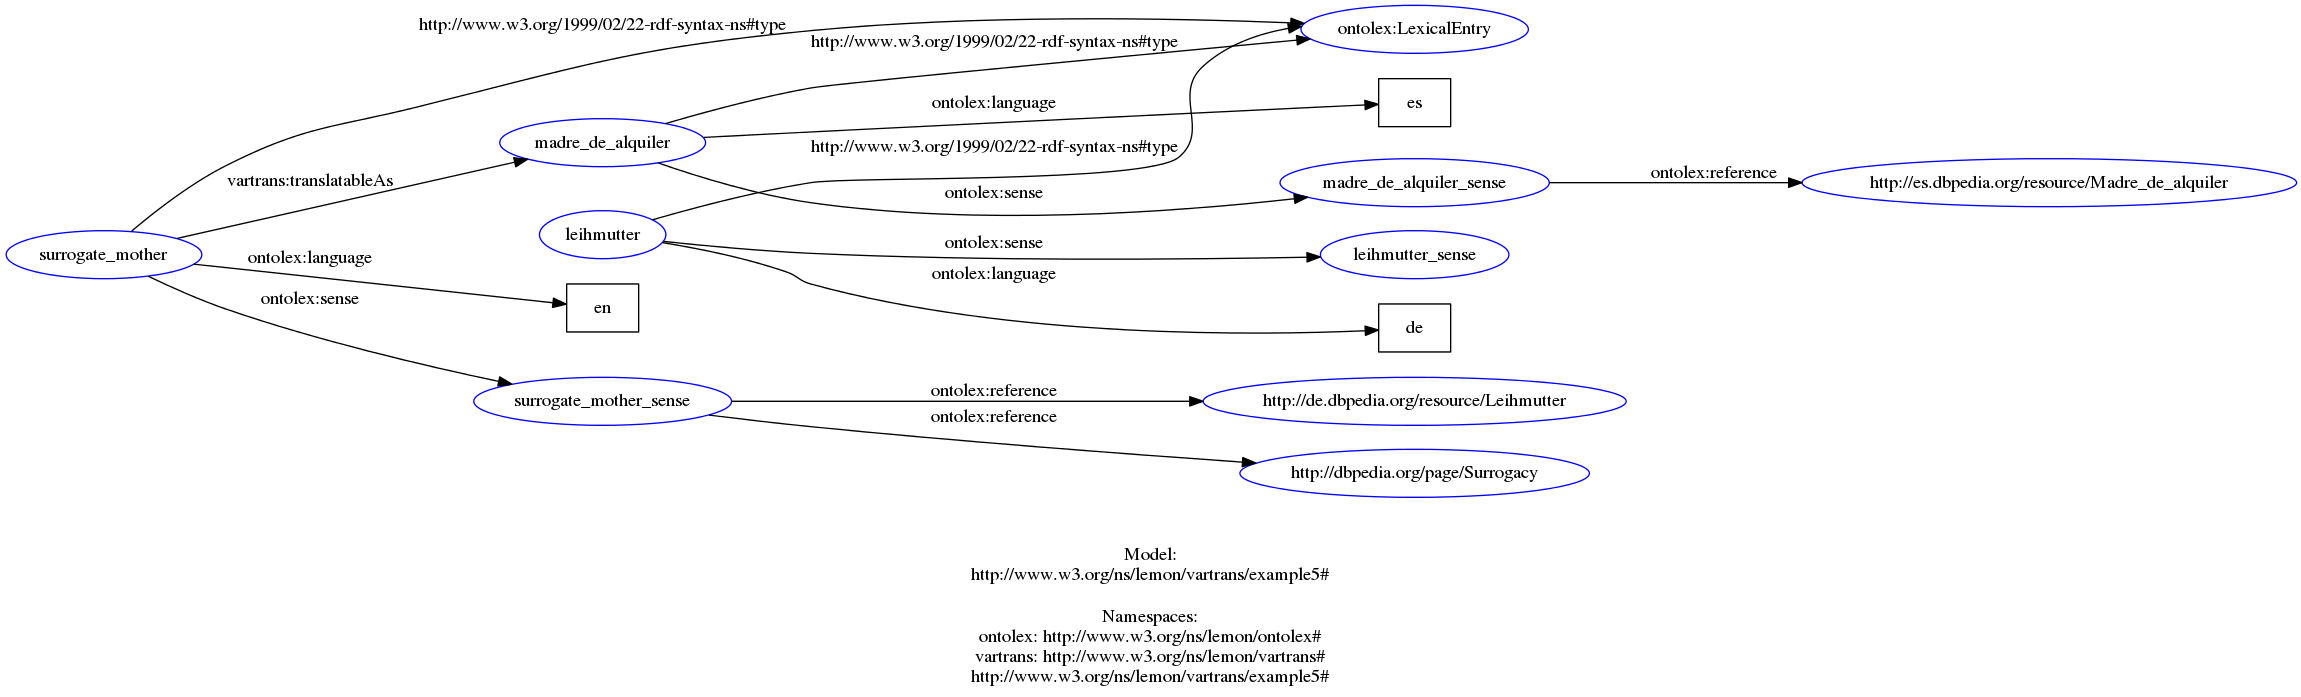 http://www.w3.org/1999/02/22-rdf-syntax-ns#type
ontolex:LexicalEntry
http://www.w3.org/1999/02/22-rdf-syntax-ns#type
ontolex:language
es
madre_de_alquiler
http://www.w3.org/1999/02/22-rdf-syntax-ns#type
vartrans:translatableAs
ontolex:sense
madre_de_alquiler_sense
ontolex:reference
http://es.dbpedia.org/resource/Madre_de_alquiler
leihmutter
ontolex:sense
leihmutter_sense
surrogate_mother
ontolex:language
ontolex:language
ontolex:sense
en
de
surrogate_mother_sense
ontolex:reference
http://de.dbpedia.org/resource/Leihmutter
ontolex:reference
http://dbpedia.org/page/Surrogacy
Model:
http://www.w3.org/ns/lemon/vartrans/example5#
Namespaces:
ontolex: http://www.w3.org/ns/lemon/ontolex#
vartrans: http://www.w3.org/ns/lemon/vartrans#
http://www.w3.org/ns/lemon/vartrans/example5#